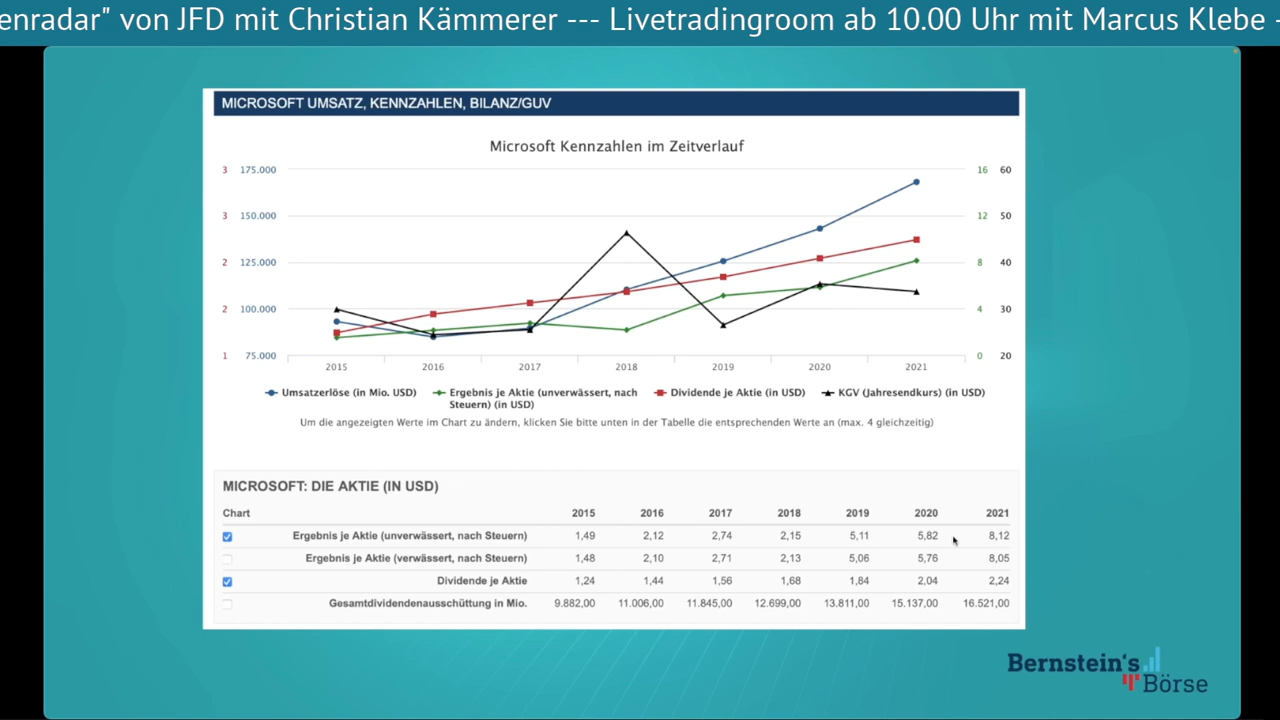 enradar" von JFD mit Christian Kämmerer --- Livetradingroom ab 10.00 Uhr mit Marcus Klebe -
MICROSOFT UMSATZ, KENNZAHLEN, BILANZ/GUV
Microsoft Kennzahlen im Zeitverlauf
3 175.000 16 60
3 150.000 12 50
2 125.000 8 40
2 100.000 4 30
1 75.000 0 20
2015 2016 2017 2018 2019 2020 2021
Umsatzerlöse (in Mio. USD) Ergebnis je Aktie (unverwässert, nach Dividende je Aktie (in USD) KGV (Jahresendkurs) (in USD)
Steuern) (in USD)
Um die angezeigten Werte im Chart zu ändern, klicken Sie bitte unten in der Tabelle die entsprechenden Werte an (max. 4 gleichzeitig)
MICROSOFT: DIE AKTIE (IN USD)
Chart 2015 2016 2017 2018 2019 2020 2021
Ergebnis je Aktie (unverwässert, nach Steuern) 1,49 2,12 2,74 2,15 5,11 5,82 8,12
Ergebnis je Aktie (verwässert, nach Steuern) 1,48 2,10 2,71 2,13 5,06 5,76 8,05
Dividende je Aktie 1,24 1,44 1,56 1,68 1,84 2,04 2,24
Gesamtdividendenausschüttung in Mio. 9.882,00 11.006,00 11.845,00 12.699,00 13.811,00 15.137,00 16.521,00
Bernstein's
Börse